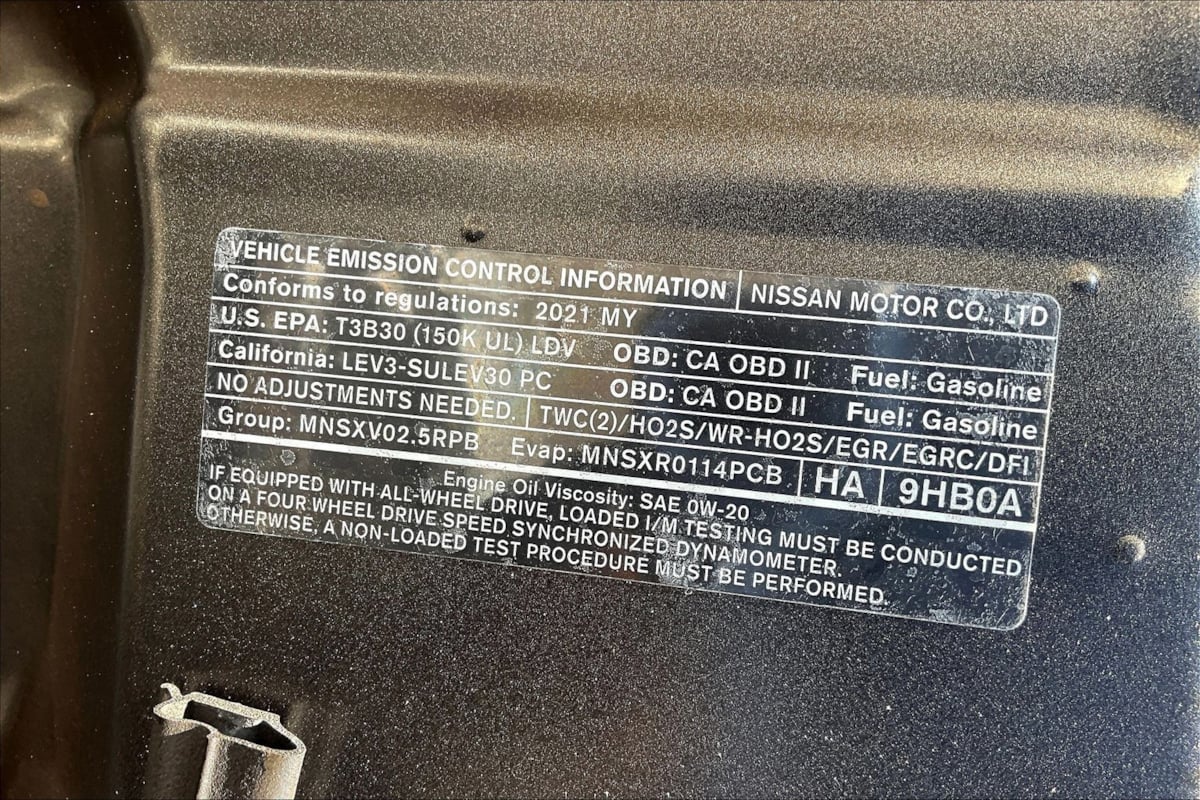 VEHICLE EMISSION CONTROL INFORMATION NISSAN MOTOR CO., LTD
Conforms to regulations: 2021 MY
U.S. EPA: T3B30 (150K UL) LDV OBD: CA OBD II Fuel: Gasoline
California: LEV3-SULEV30 PC OBD: CA OBD II Fuel: Gasoline
NO ADJUSTMENTS NEEDED. TWC(2)/HO2S/WR-HO2S/EGR/EGRC/DFI
Group: MNSXV02.5RPB Evap: MNSXR0114PCB HA 9HB0A
Engine Oil Viscosity: SAE 0W-20
IF EQUIPPED WITH ALL-WHEEL DRIVE, LOADED I/M TESTING MUST BE CONDUCTED
ON A FOUR WHEEL DRIVE SPEED SYNCHRONIZED DYNAMOMETER.
OTHERWISE, A NON-LOADED TEST PROCEDURE MUST BE PERFORMED.